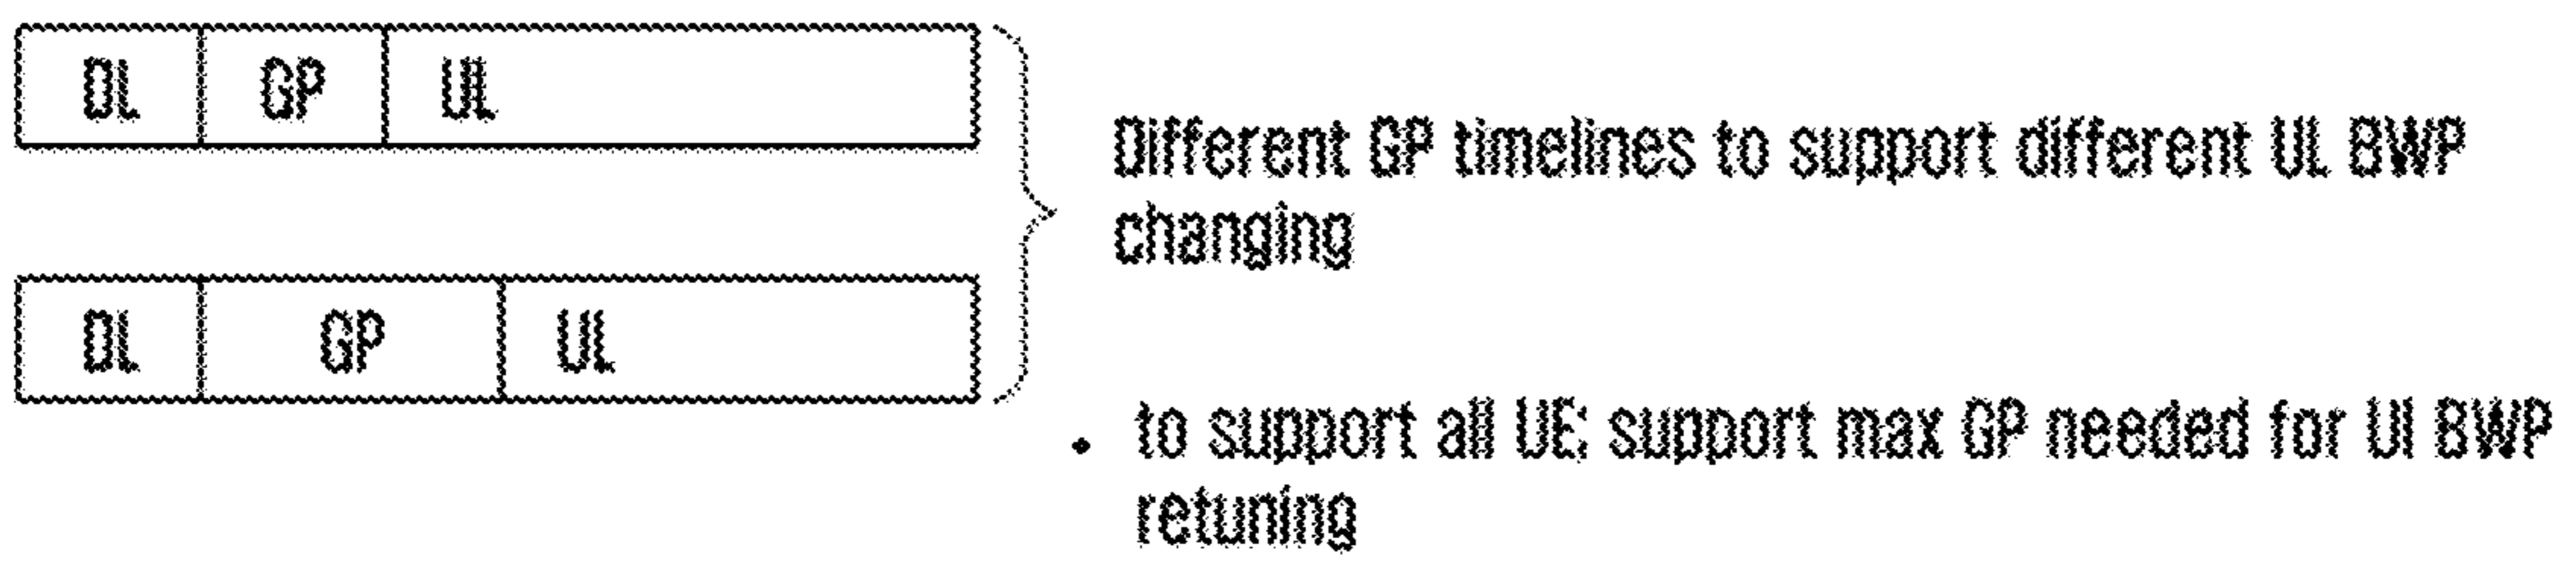 DL GP UL
Different GP timelines to support different UL BWP
changing
DL GP UL
• to support all UE; support max GP needed for Ul BWP
retuning